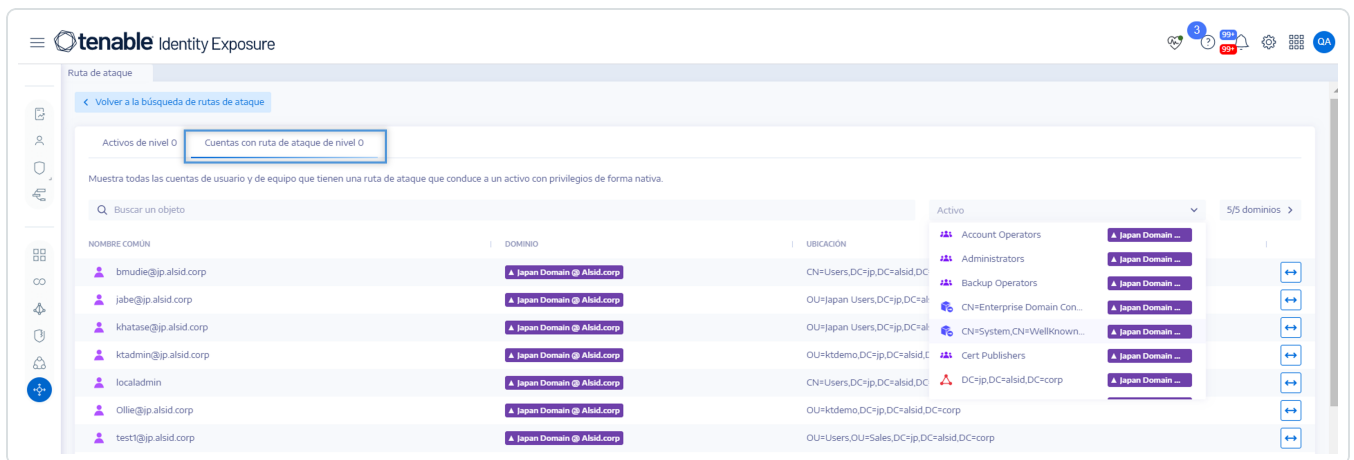 tenable Identity Exposure
3
99+
99+
QA
Ruta de ataque
Volver a la búsqueda de rutas de ataque
Activos de nivel 0 Cuentas con ruta de ataque de nivel 0
Muestra todas las cuentas de usuario y de equipo que tienen una ruta de ataque que conduce a un activo con privilegios de forma nativa.
Buscar un objeto Activo 5/5 dominios
NOMBRE COMÚN DOMINIO UBICACIÓN
Account Operators Japan Domain ...
Administrators Japan Domain ...
Backup Operators Japan Domain ...
CN=Enterprise Domain Con... Japan Domain ...
CN=System,CN=WellKnown... Japan Domain ...
Cert Publishers Japan Domain ...
DC=jp,DC=alsid,DC=corp Japan Domain ...
bmudie@jp.alsid.corp Japan Domain @ Alsid.corp CN=Users,DC=jp,DC=alsid,DC
jabe@jp.alsid.corp Japan Domain @ Alsid.corp OU=Japan Users,DC=jp,DC=al
khatase@jp.alsid.corp Japan Domain @ Alsid.corp OU=Japan Users,DC=jp,DC=al
ktadmin@jp.alsid.corp Japan Domain @ Alsid.corp OU=ktdemo,DC=jp,DC=alsid,D
localadmin Japan Domain @ Alsid.corp CN=Users,DC=jp,DC=alsid,DC
Ollie@jp.alsid.corp Japan Domain @ Alsid.corp OU=ktdemo,DC=jp,DC=alsid,DC=corp
test1@jp.alsid.corp Japan Domain @ Alsid.corp OU=Users,OU=Sales,DC=jp,DC=alsid,DC=corp